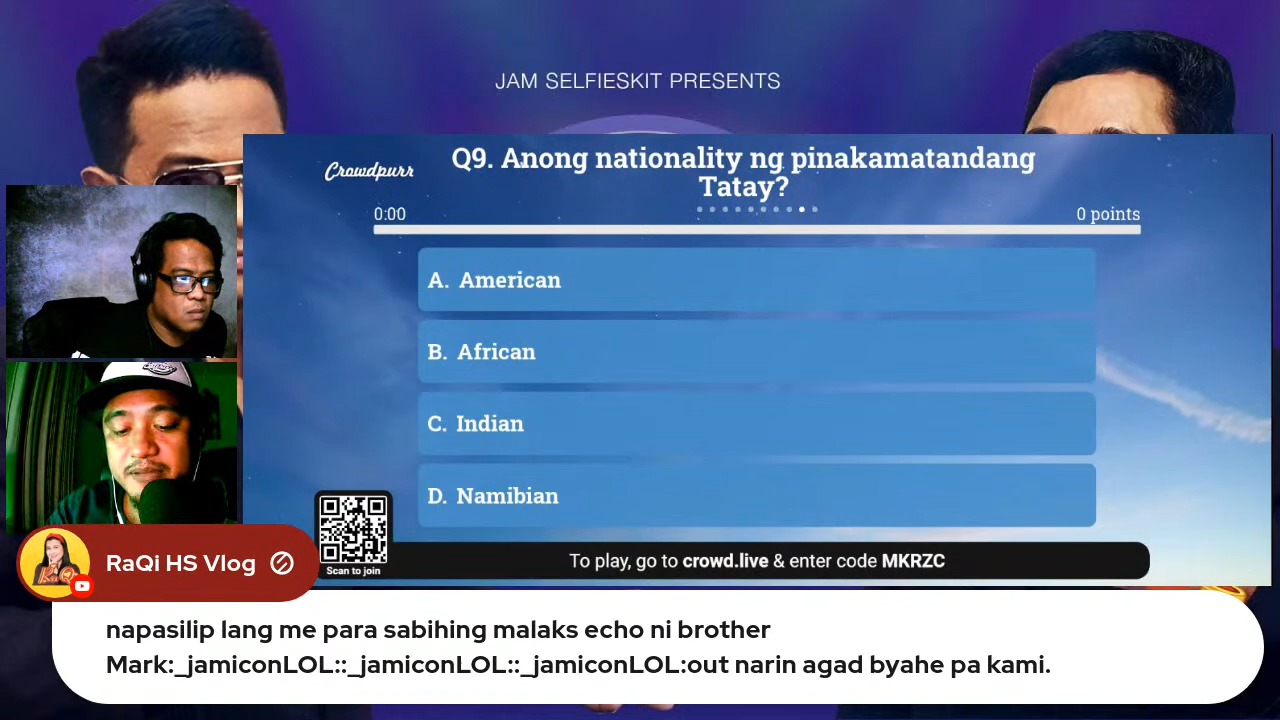 JAM SELFIESKIT PRESENTS
Crowdpurr
Q9. Anong nationality ng pinakamatandang
Tatay?
0:00
0 points
A. American
B. African
C. Indian
D. Namibian
Scan to join
To play, go to crowd.live & enter code MKRZC
RaQi HS Vlog
napasilip lang me para sabihing malaks echo ni brother
Mark:_jamiconLOL::_jamiconLOL::_jamiconLOL:out narin agad byahe pa kami.